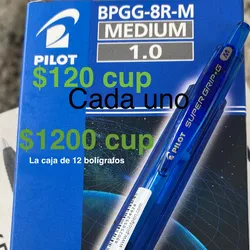 BPGG-8R-M
MEDIUM
1.0
PILOT
$120 cup
Cada uno
$1200 cup
La caja de 12 bolígrafos
PILOT SUPER GRIP•G M